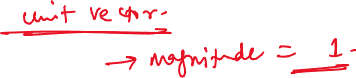 unit vector.
→ magnitude = 1.